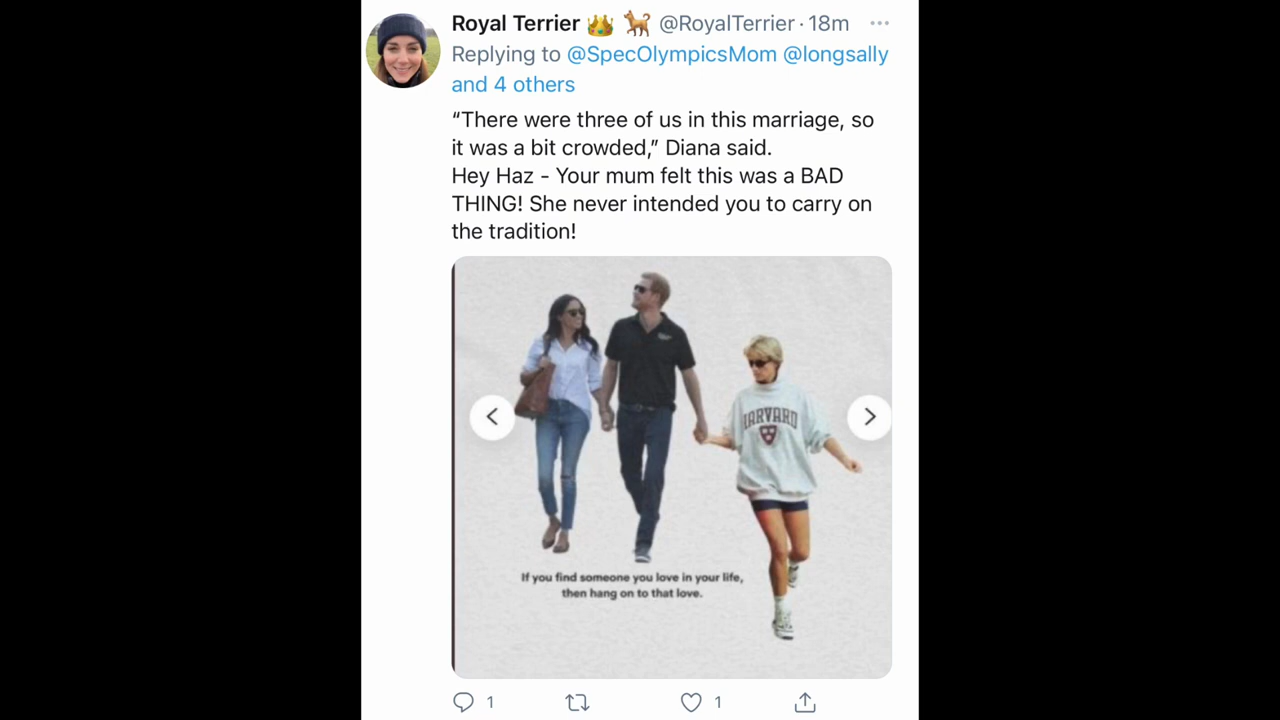 Royal Terrier 👑 🐕 @RoyalTerrier · 18m
Replying to @SpecOlympicsMom @longsally
and 4 others
“There were three of us in this marriage, so
it was a bit crowded,” Diana said.
Hey Haz - Your mum felt this was a BAD
THING! She never intended you to carry on
the tradition!
HARVARD
If you find someone you love in your life,
then hang on to that love.
1
1